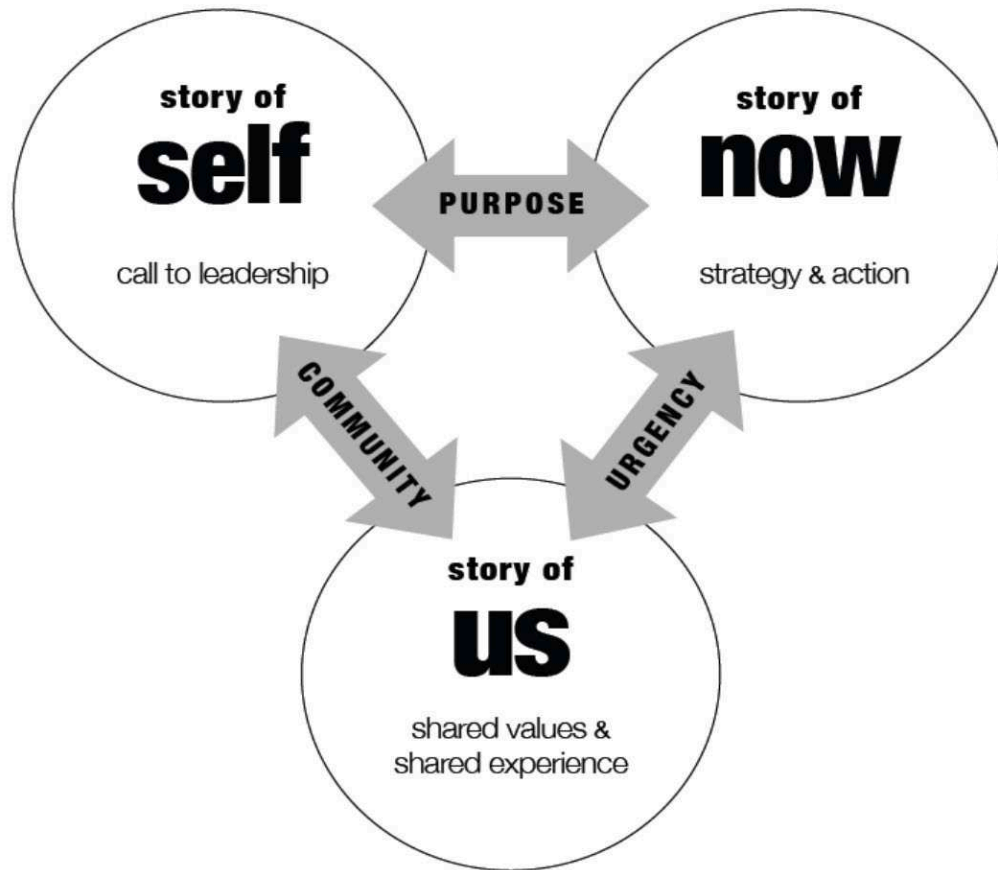 story of
self
call to leadership
PURPOSE
story of
now
strategy & action
COMMUNITY
URGENCY
story of
us
shared values &
shared experience